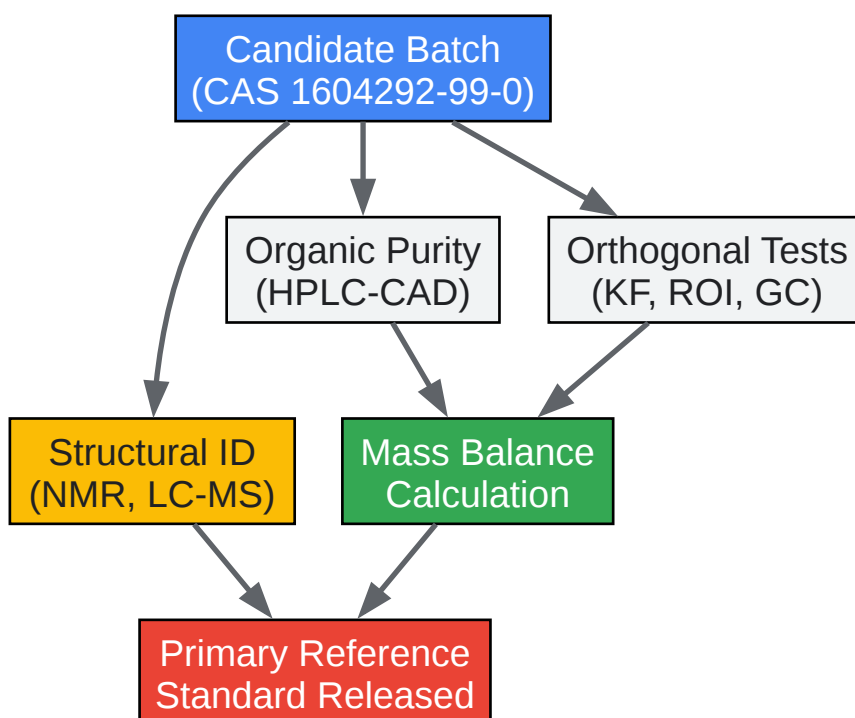 Candidate Batch
(CAS 1604292-99-0)
Organic Purity
(HPLC-CAD)
Orthogonal Tests
(KF, ROI, GC)
Structural ID
(NMR, LC-MS)
Mass Balance
Calculation
Primary Reference
Standard Released